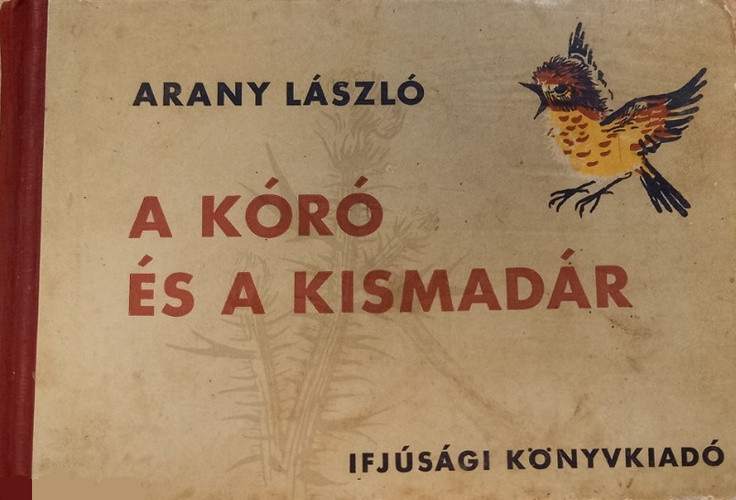 ARANY LÁSZLÓ
A KÓRÓ
ÉS A KISMADÁR
IFJÚSÁGI KÖNYVKIADÓ